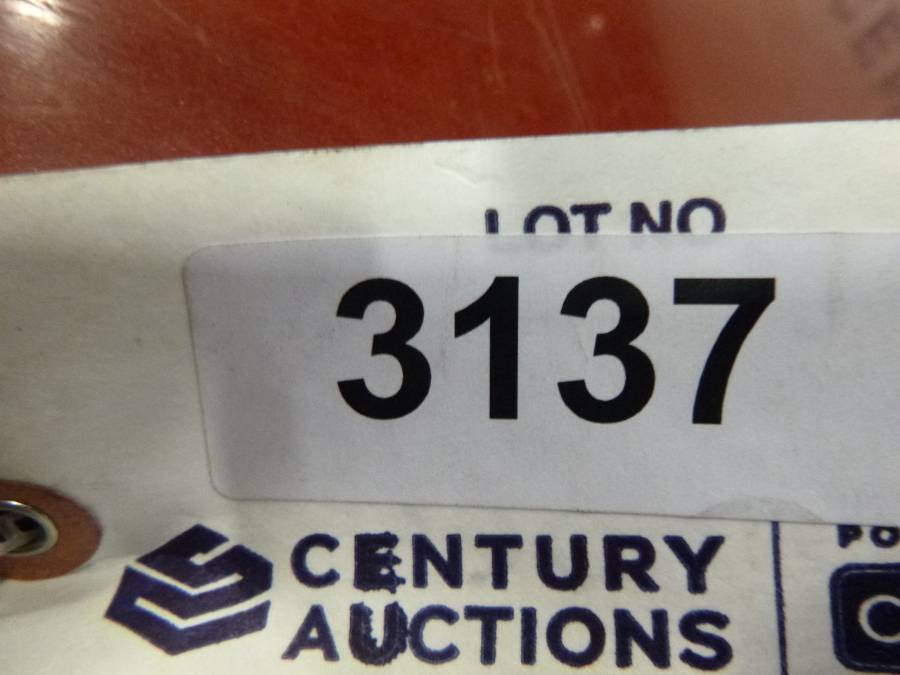 LOT NO
3137
CENTURY
AUCTIONS